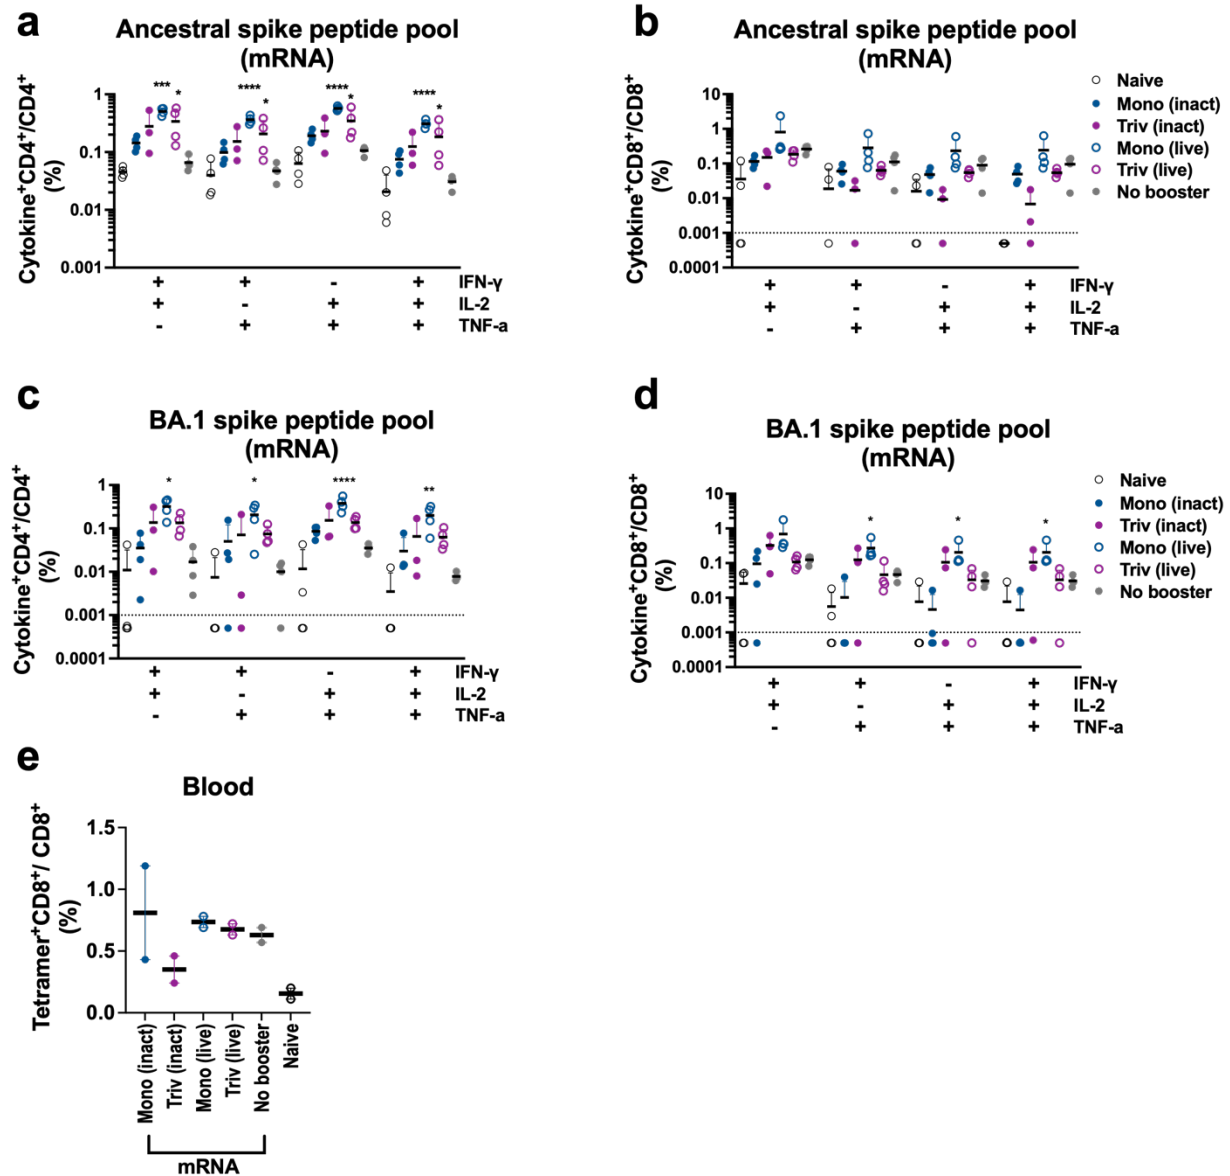 a
Ancestral spike peptide pool
(mRNA)
Cytokine⁺CD4⁺/CD4⁺
(%)
1
0.1
0.01
0.001
*** * **** * **** * **** *
+ + - + IFN-γ
+ - + + IL-2
- + + + TNF-a
b
Ancestral spike peptide pool
(mRNA)
Cytokine⁺CD8⁺/CD8⁺
(%)
10
1
0.1
0.01
0.001
0.0001
+ + - + IFN-γ
+ - + + IL-2
- + + + TNF-a
Naive
Mono (inact)
Triv (inact)
Mono (live)
Triv (live)
No booster
c
BA.1 spike peptide pool
(mRNA)
Cytokine⁺CD4⁺/CD4⁺
(%)
1
0.1
0.01
0.001
0.0001
* * **** **
+ + - + IFN-γ
+ - + + IL-2
- + + + TNF-a
d
BA.1 spike peptide pool
(mRNA)
Cytokine⁺CD8⁺/CD8⁺
(%)
10
1
0.1
0.01
0.001
0.0001
* * *
+ + - + IFN-γ
+ - + + IL-2
- + + + TNF-a
Naive
Mono (inact)
Triv (inact)
Mono (live)
Triv (live)
No booster
e
Blood
Tetramer⁺CD8⁺/ CD8⁺
(%)
1.5
1.0
0.5
0.0
Mono (inact)
Triv (inact)
Mono (live)
Triv (live)
No booster
Naive
mRNA